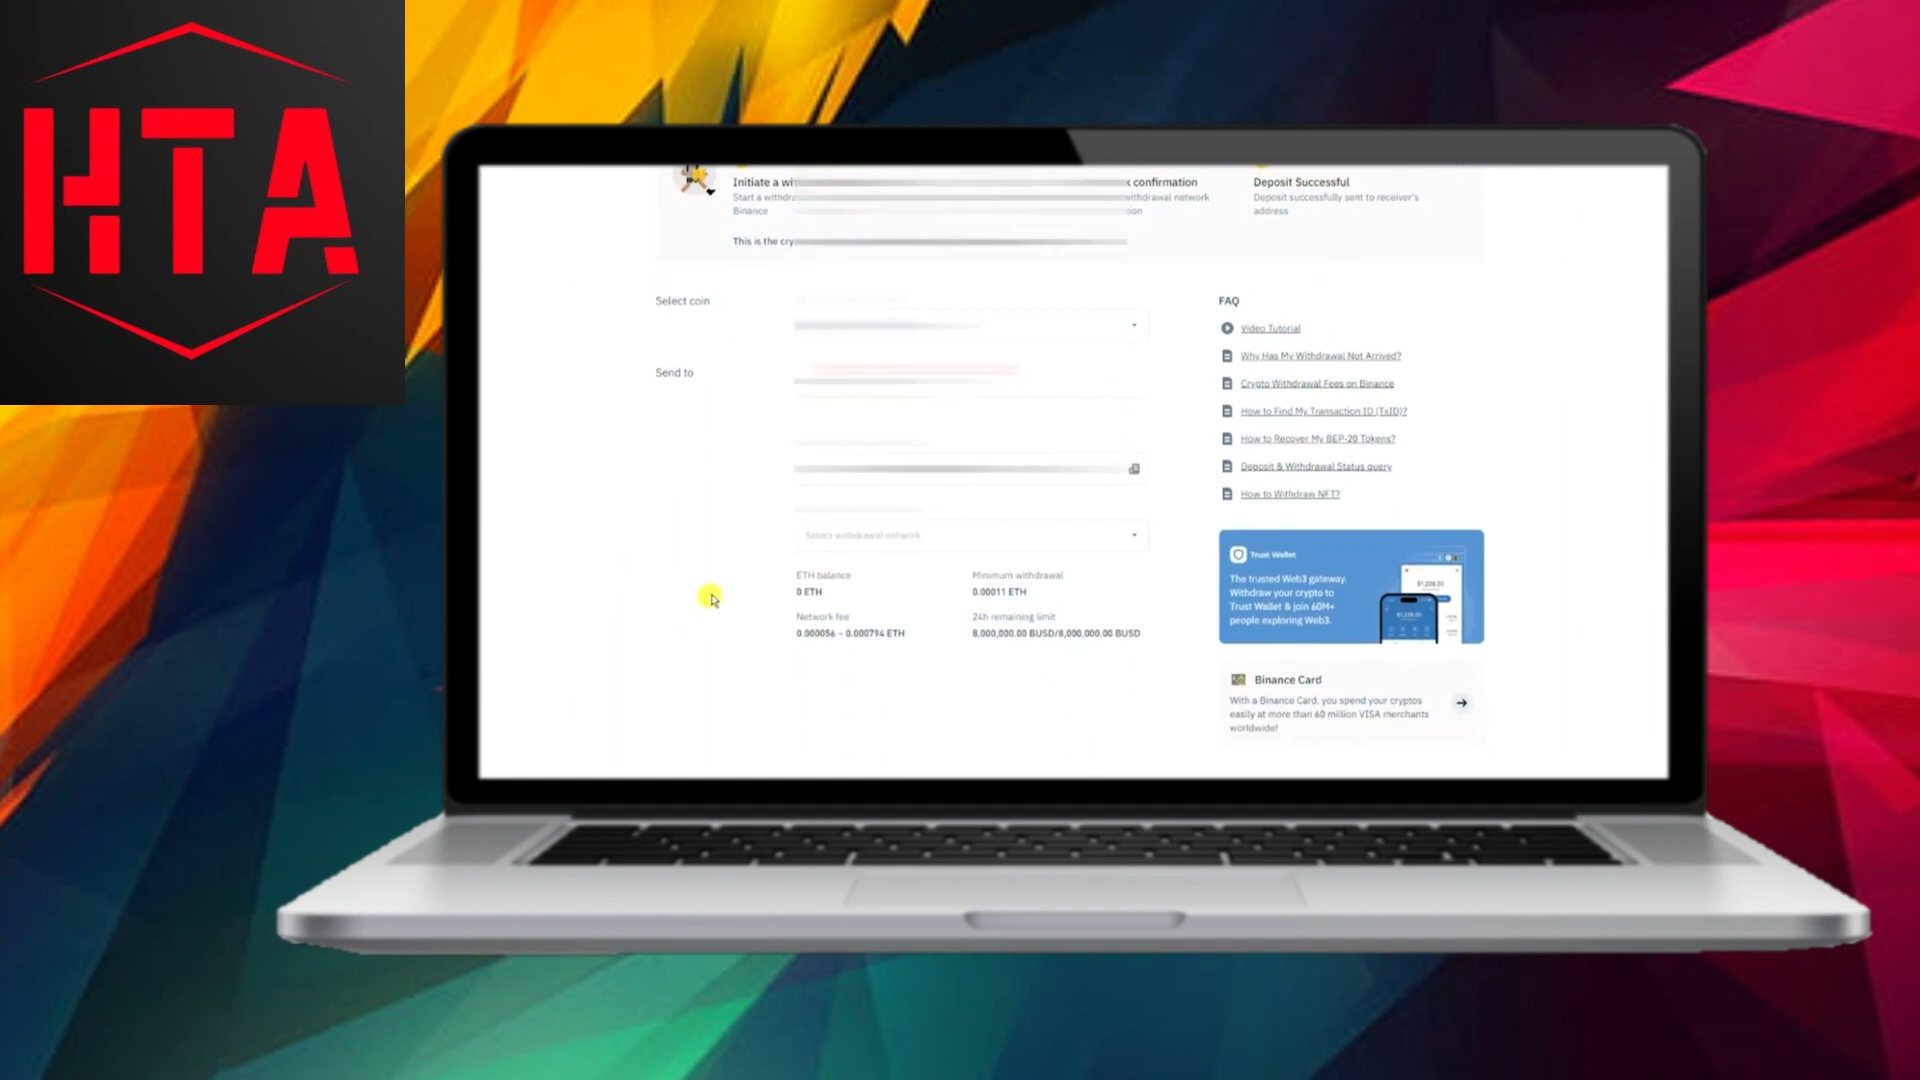 HTA
Initiate a wi
Start a withdra
Binance
This is the cry
confirmation
withdrawal network
tion
Deposit Successful
Deposit successfully sent to receiver's
address
Select coin
Send to
Select withdrawal network
ETH balance
0 ETH
Minimum withdrawal
0.00011 ETH
Network fee
0.000056 ~ 0.000794 ETH
24h remaining limit
8,000,000.00 BUSD/8,000,000.00 BUSD
FAQ
Video Tutorial
Why Has My Withdrawal Not Arrived?
Crypto Withdrawal Fees on Binance
How to Find My Transaction ID (TxID)?
How to Recover My BEP-20 Tokens?
Deposit & Withdrawal Status query
How to Withdraw NFT?
Trust Wallet
The trusted Web3 gateway.
Withdraw your crypto to
Trust Wallet & join 60M+
people exploring Web3.
Binance Card
With a Binance Card, you spend your cryptos
easily at more than 60 million VISA merchants
worldwide!